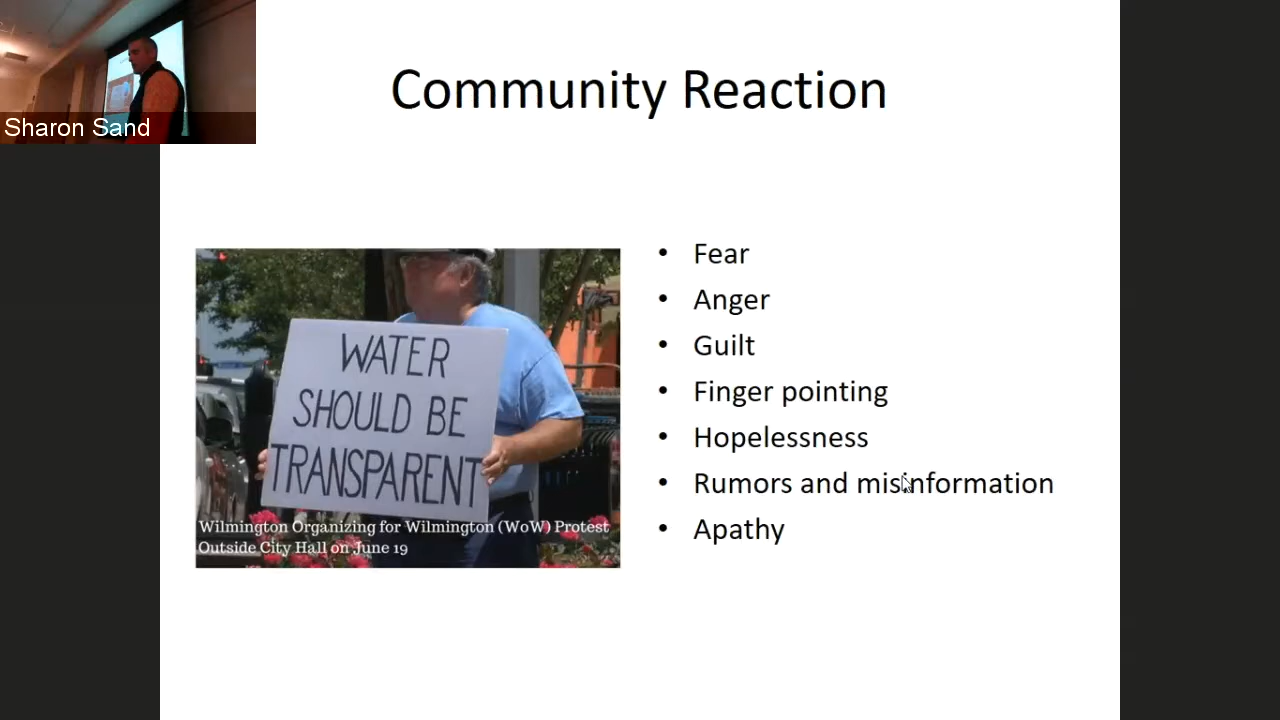 Sharon Sand
Community Reaction
WATER
SHOULD BE
TRANSPARENT
Wilmington Organizing for Wilmington (WoW) Protest
Outside City Hall on June 19
• Fear
• Anger
• Guilt
• Finger pointing
• Hopelessness
• Rumors and misinformation
• Apathy